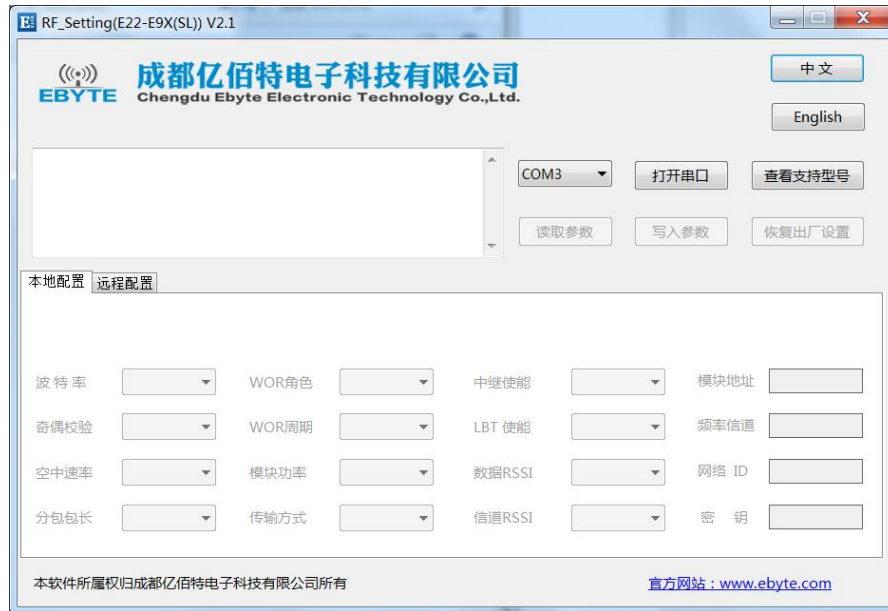 RF_Setting(E22-E9X(SL)) V2.1
EBYTE
成都亿佰特电子科技有限公司
Chengdu Ebyte Electronic Technology Co.,Ltd.
中文
English
COM3 打开串口 查看支持型号
读取参数 写入参数 恢复出厂设置
本地配置 远程配置
波特率 WOR角色 中继使能 模块地址
奇偶校验 WOR周期 LBT 使能 频率信道
空中速率 模块功率 数据RSSI 网络 ID
分包包长 传输方式 信道RSSI 密 钥
本软件所属权归成都亿佰特电子科技有限公司所有 官方网站：www.ebyte.com